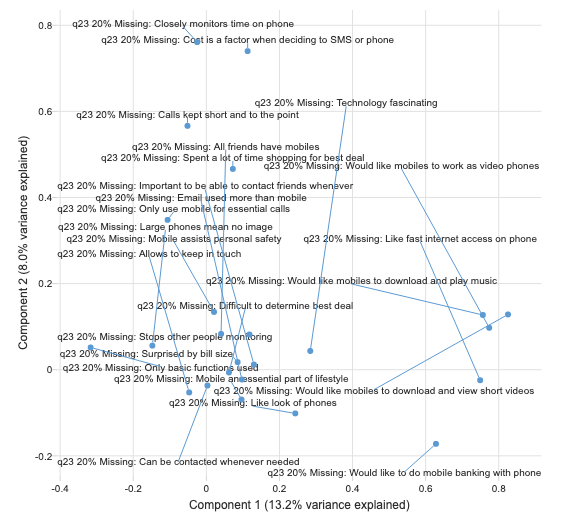 0.8
q23 20% Missing: Closely monitors time on phone
q23 20% Missing: Cost is a factor when deciding to SMS or phone
q23 20% Missing: Technology fascinating
0.6
q23 20% Missing: Calls kept short and to the point
q23 20% Missing: All friends have mobiles
q23 20% Missing: Spent a lot of time shopping for best deal
q23 20% Missing: Would like mobiles to work as video phones
q23 20% Missing: Important to be able to contact friends whenever
0.4
q23 20% Missing: Email used more than mobile
q23 20% Missing: Only use mobile for essential calls
q23 20% Missing: Large phones mean no image
q23 20% Missing: Mobile assists personal safety
q23 20% Missing: Like fast internet access on phone
q23 20% Missing: Allows to keep in touch
0.2
q23 20% Missing: Would like mobiles to download and play music
q23 20% Missing: Difficult to determine best deal
q23 20% Missing: Stops other people monitoring
q23 20% Missing: Surprised by bill size
0
q23 20% Missing: Only basic functions used
q23 20% Missing: Mobile an essential part of lifestyle
q23 20% Missing: Would like mobiles to download and view short videos
q23 20% Missing: Like look of phones
-0.2
q23 20% Missing: Can be contacted whenever needed
q23 20% Missing: Would like to do mobile banking with phone
-0.4 -0.2 0 0.2 0.4 0.6 0.8
Component 1 (13.2% variance explained)
Component 2 (8.0% variance explained)